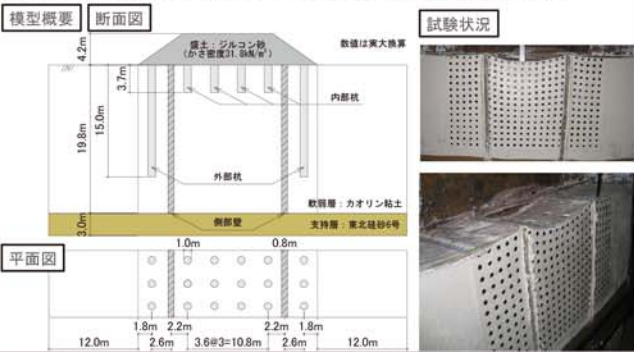 模型概要
断面図
試験状況
4.2m
盛土：ジルコン砂
(かさ密度31.8kN/m³)
数値は実大換算
3.7m
内部杭
15.0m
19.8m
外部杭
軟弱層：カオリン粘土
側部壁
支持層：東北硅砂6号
3.0m
平面図
1.0m
0.8m
1.8m
2.2m
2.2m
1.8m
12.0m
2.6m
3.6@3=10.8m
2.6m
12.0m